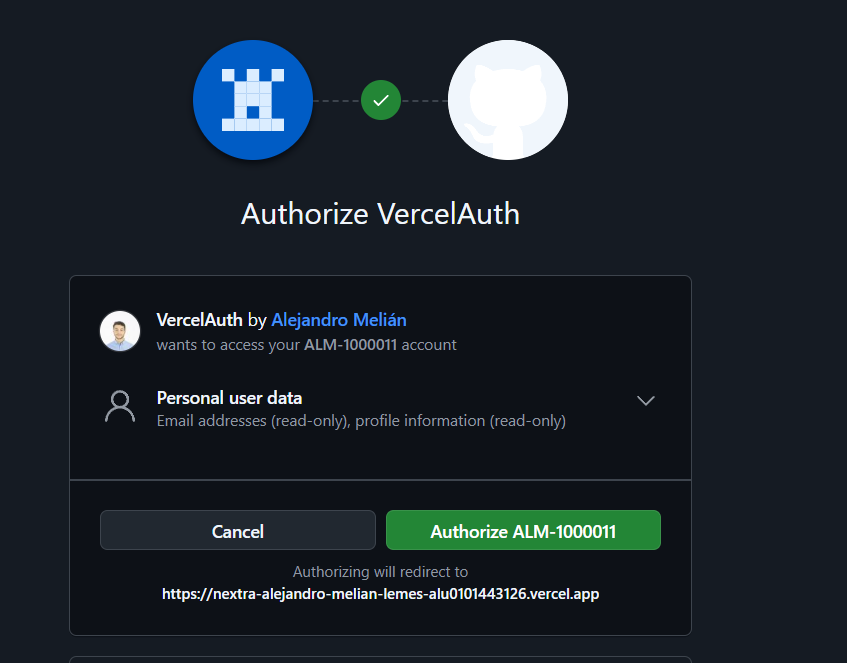 Authorize VercelAuth
VercelAuth by Alejandro Melián
wants to access your ALM-1000011 account
Personal user data
Email addresses (read-only), profile information (read-only)
Cancel
Authorize ALM-1000011
Authorizing will redirect to
https://nextra-alejandro-melian-lemes-alu0101443126.vercel.app